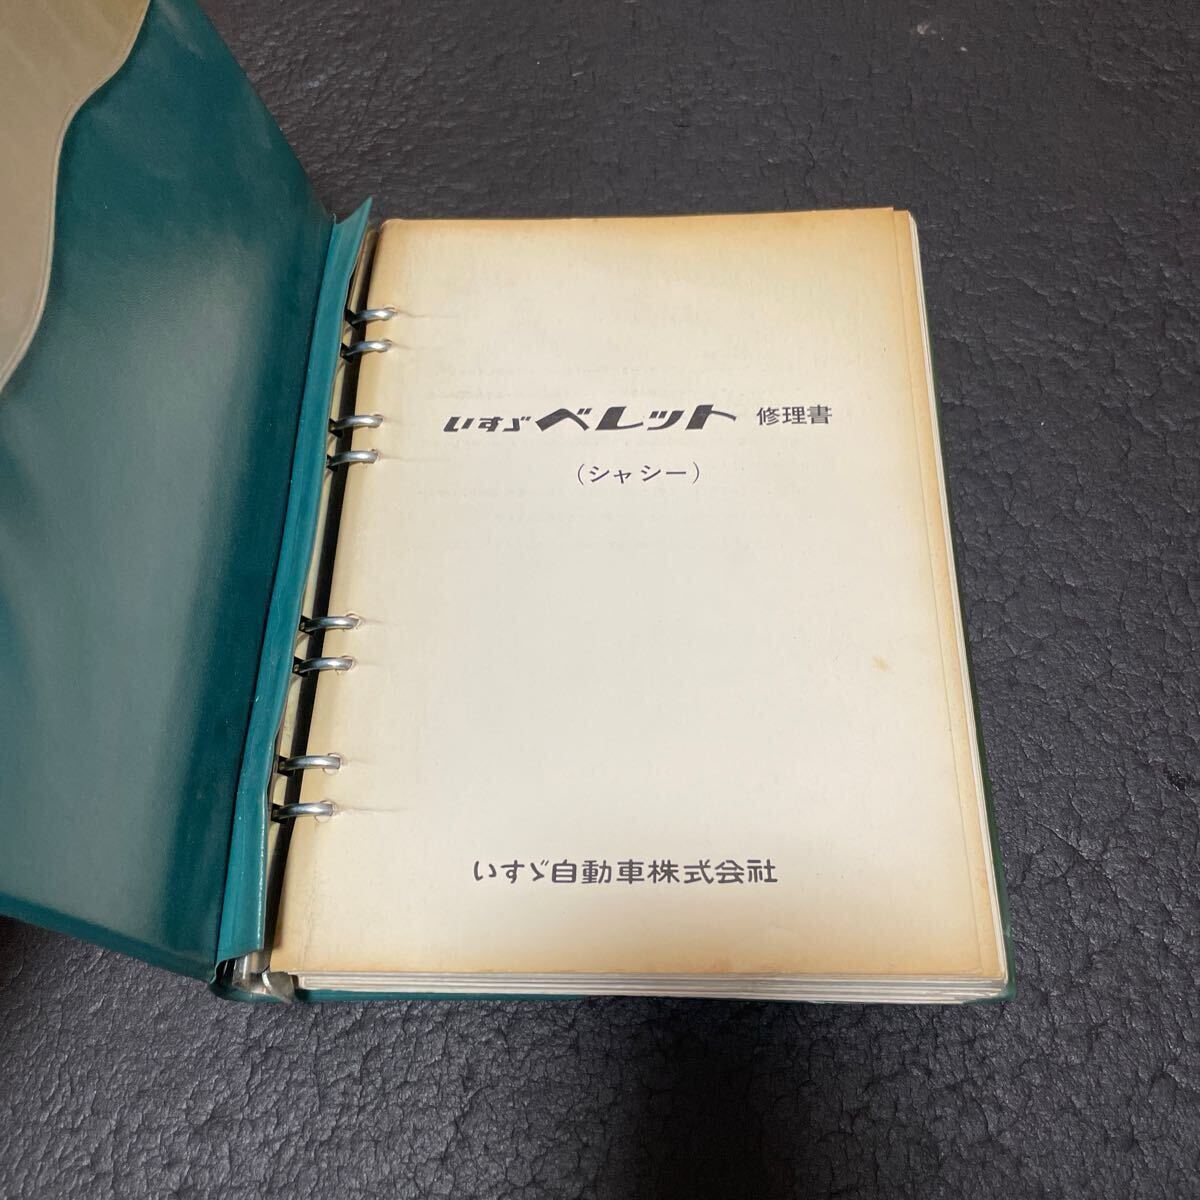 いすゞベレット 修理書
(シャシー)
いすゞ自動車株式会社